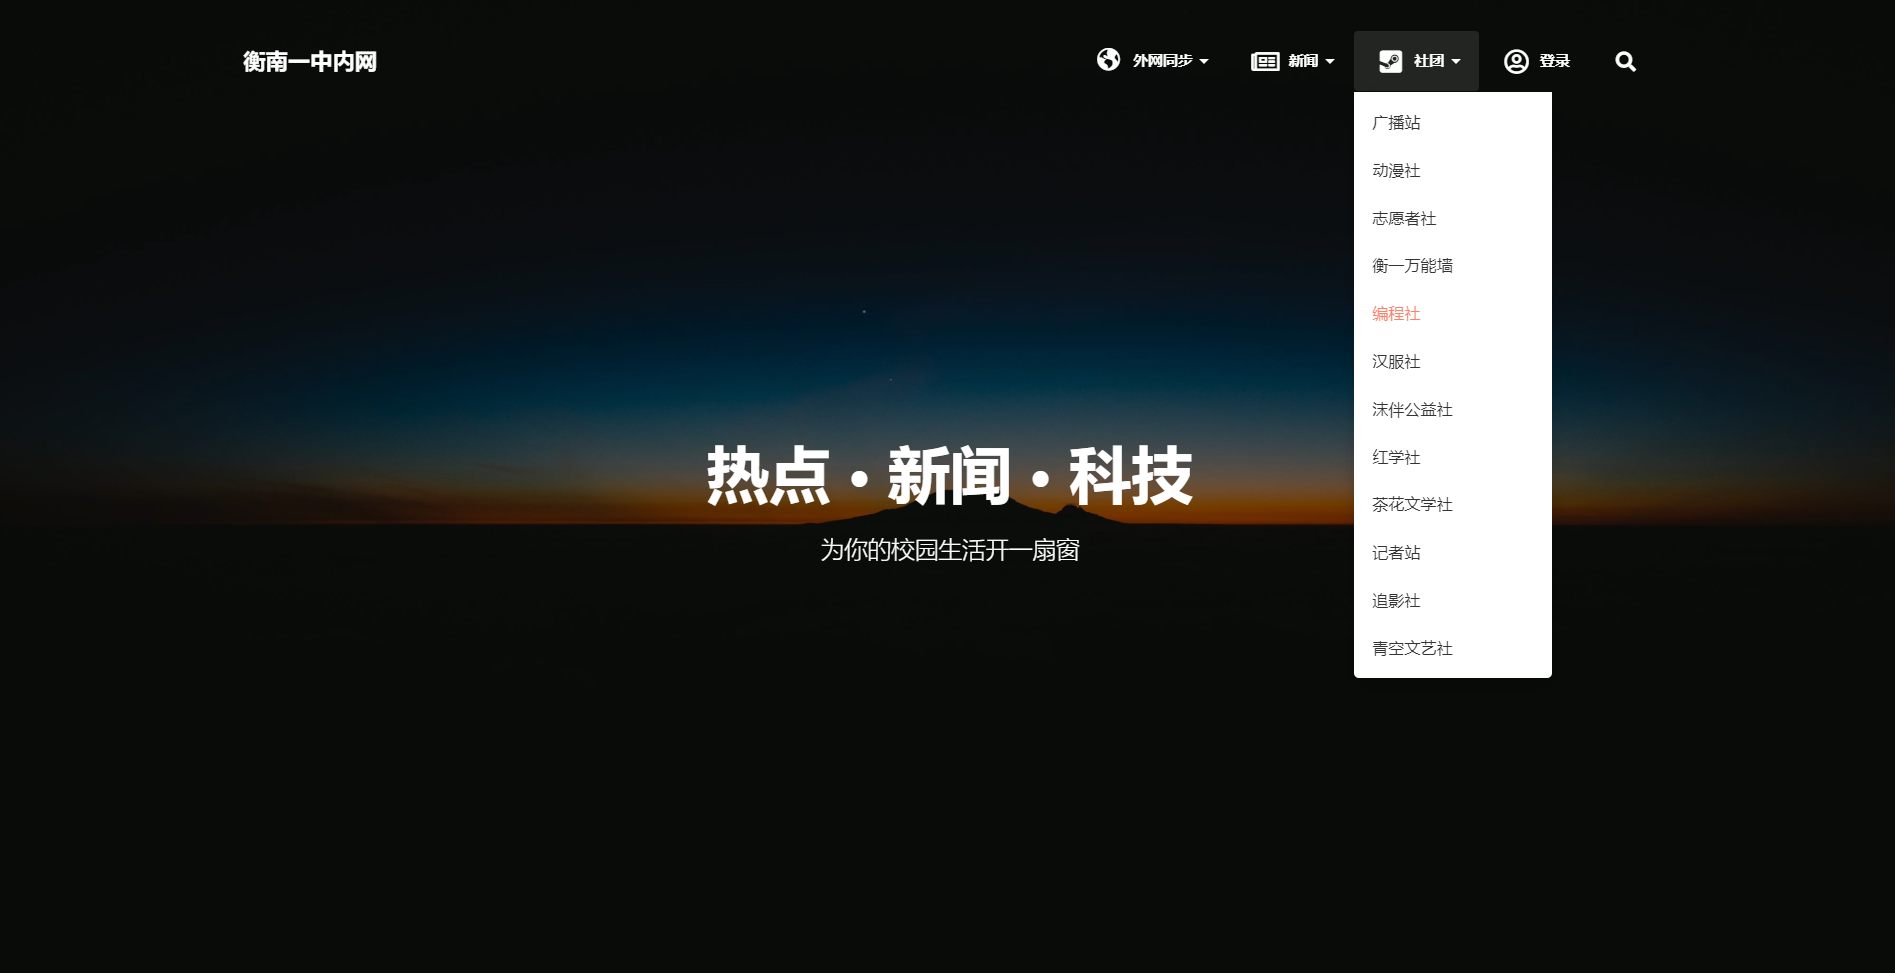 衡南一中内网
外网同步
新闻
社团
登录
广播站
动漫社
志愿者社
衡一万能墙
编程社
汉服社
沫伴公益社
红学社
茶花文学社
记者站
追影社
青空文艺社
热点 · 新闻 · 科技
为你的校园生活开一扇窗